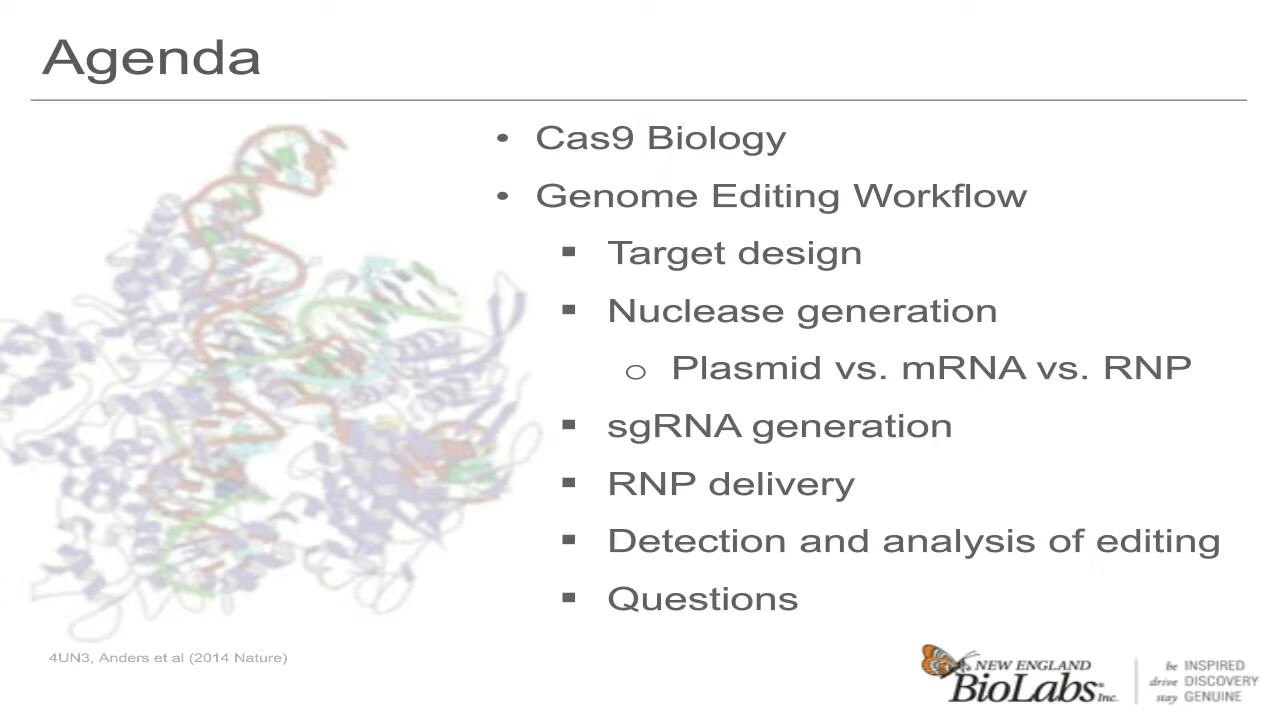 Agenda
• Cas9 Biology
• Genome Editing Workflow
▪ Target design
▪ Nuclease generation
o Plasmid vs. mRNA vs. RNP
▪ sgRNA generation
▪ RNP delivery
▪ Detection and analysis of editing
▪ Questions
4UN3, Anders et al (2014 Nature)
NEW ENGLAND
BioLabs Inc.
be INSPIRED
drive DISCOVERY
stay GENUINE